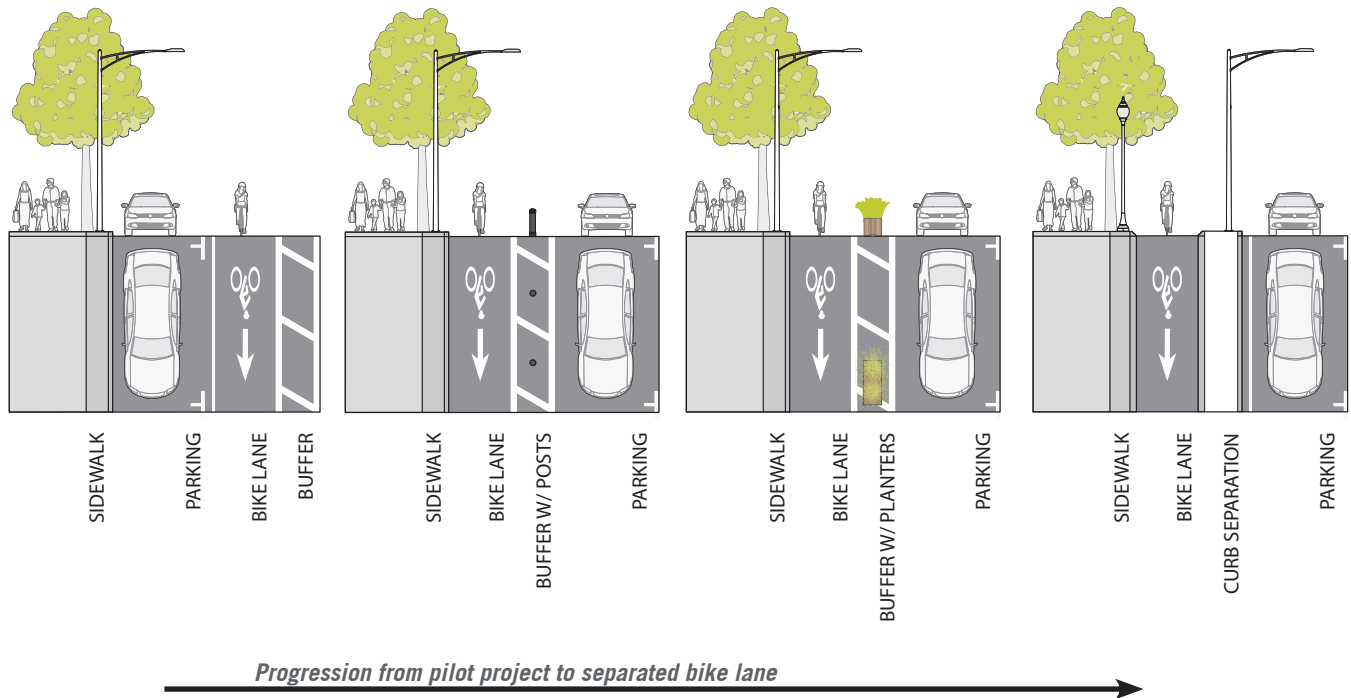 SIDEWALK
PARKING
BIKE LANE
BUFFER
SIDEWALK
BIKE LANE
BUFFER W/ POSTS
PARKING
SIDEWALK
BIKE LANE
BUFFER W/ PLANTERS
PARKING
SIDEWALK
BIKE LANE
CURB SEPARATION
PARKING
Progression from pilot project to separated bike lane